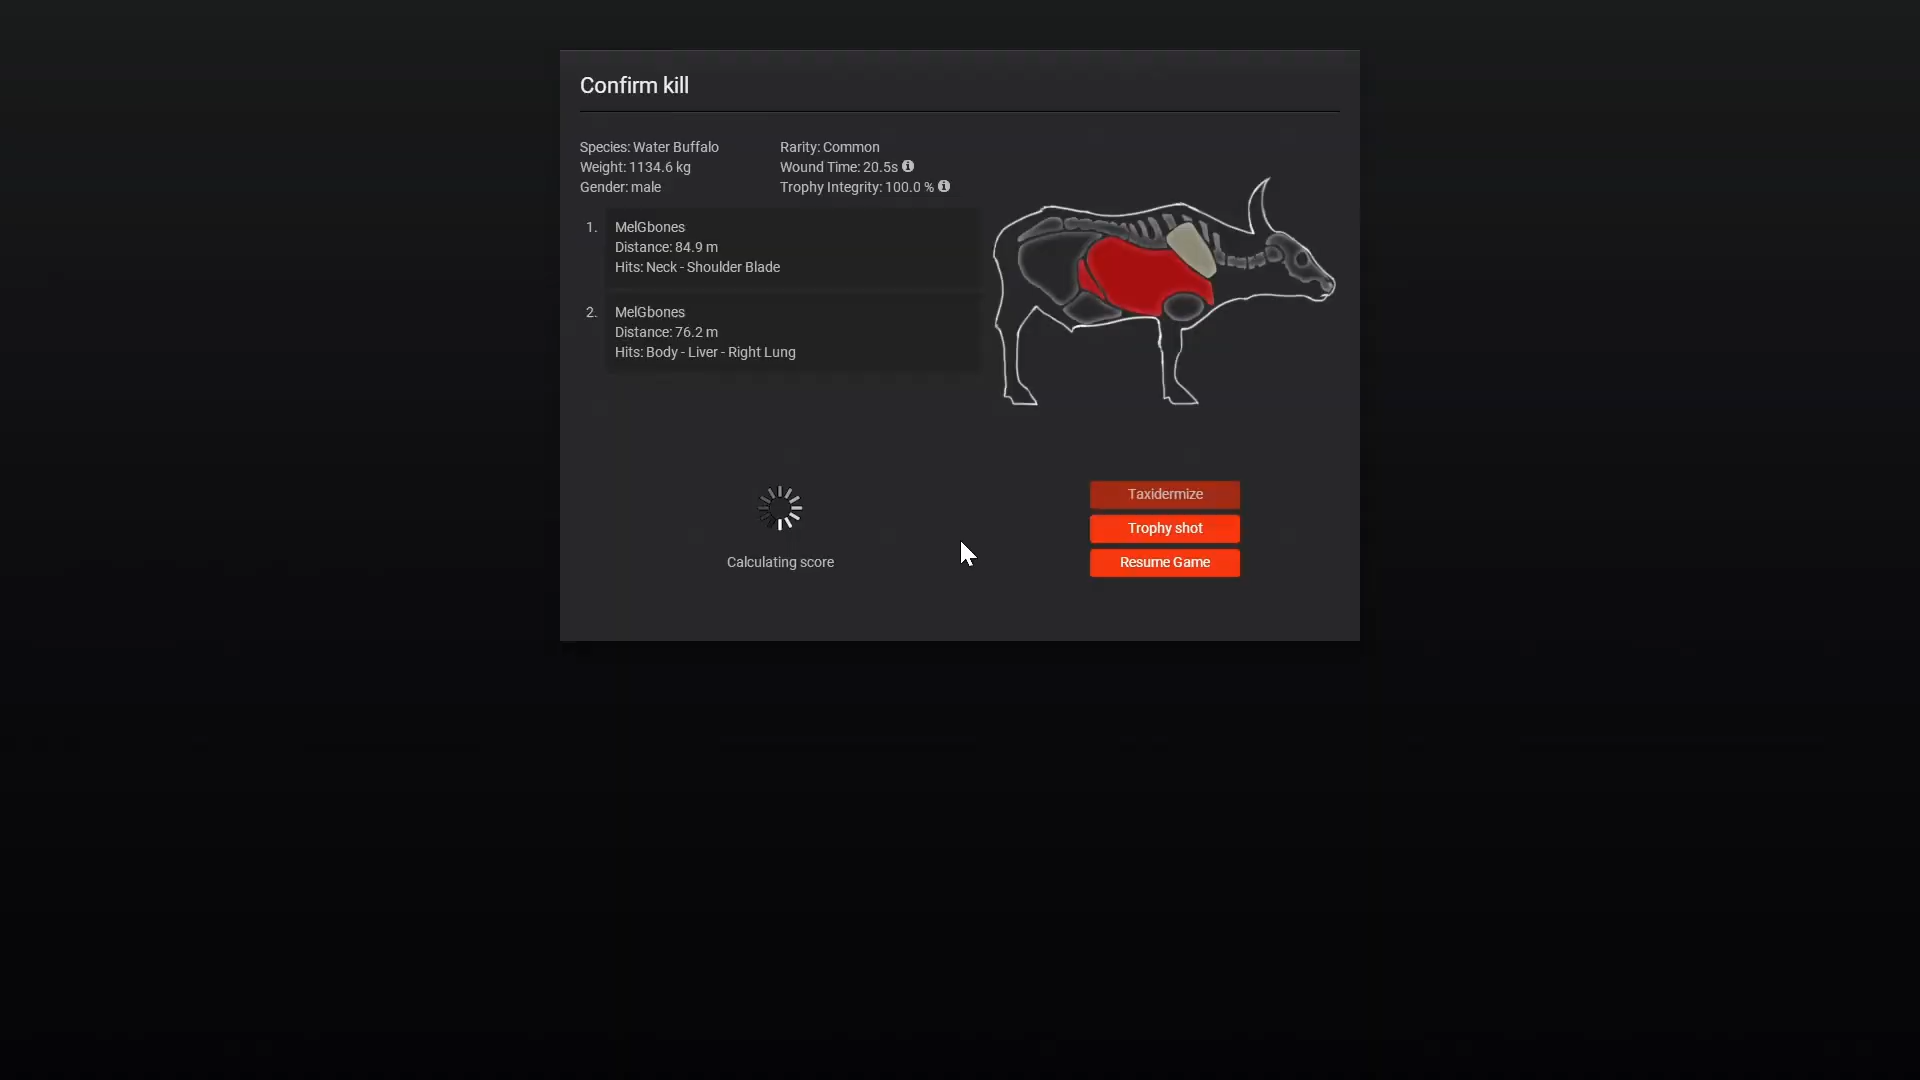 Confirm kill
Species: Water Buffalo
Weight: 1134.6 kg
Gender: male
Rarity: Common
Wound Time: 20.5s
Trophy Integrity: 100.0 %
1. MelGbones
Distance: 84.9 m
Hits: Neck - Shoulder Blade
2. MelGbones
Distance: 76.2 m
Hits: Body - Liver - Right Lung
Calculating score
Taxidermize
Trophy shot
Resume Game